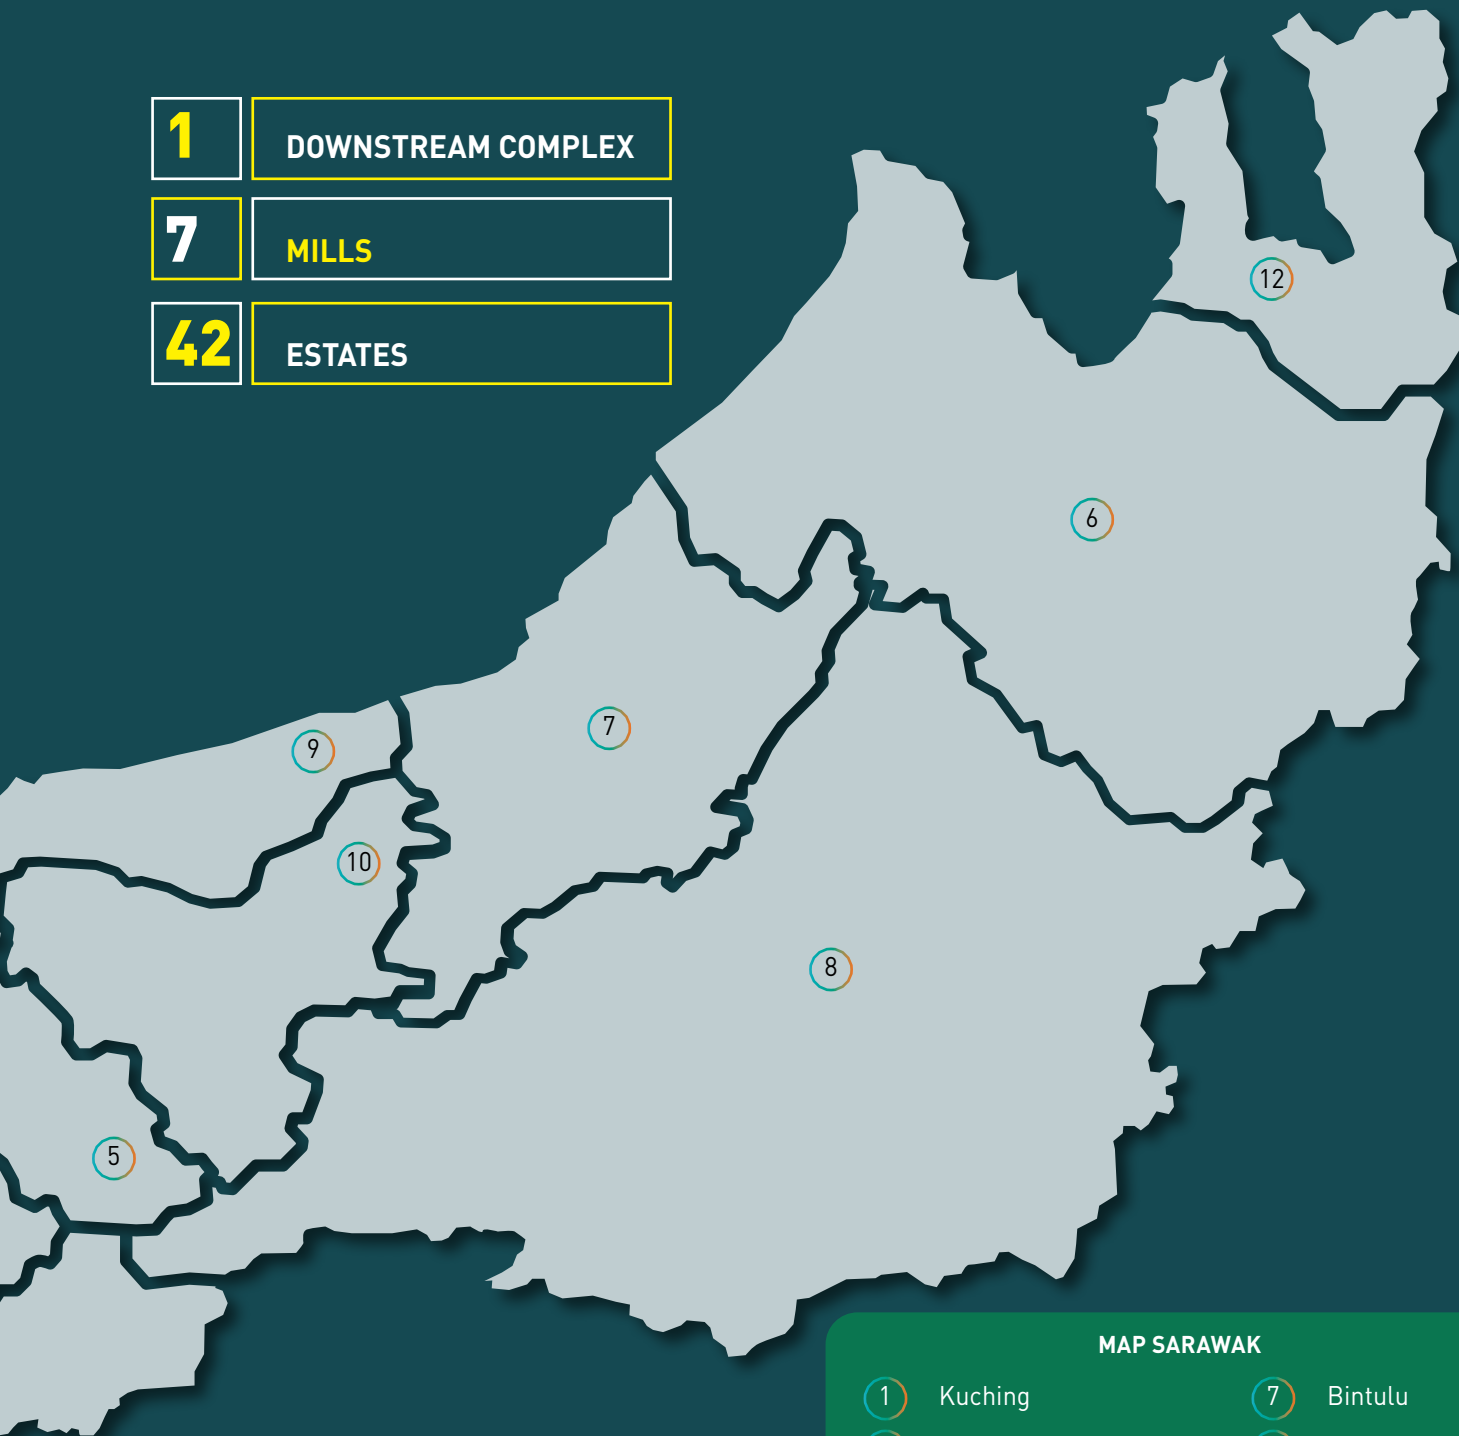 1 DOWNSTREAM COMPLEX
7 MILLS
42 ESTATES
12
6
7
9
10
8
5
MAP SARAWAK
1 Kuching 7 Bintulu